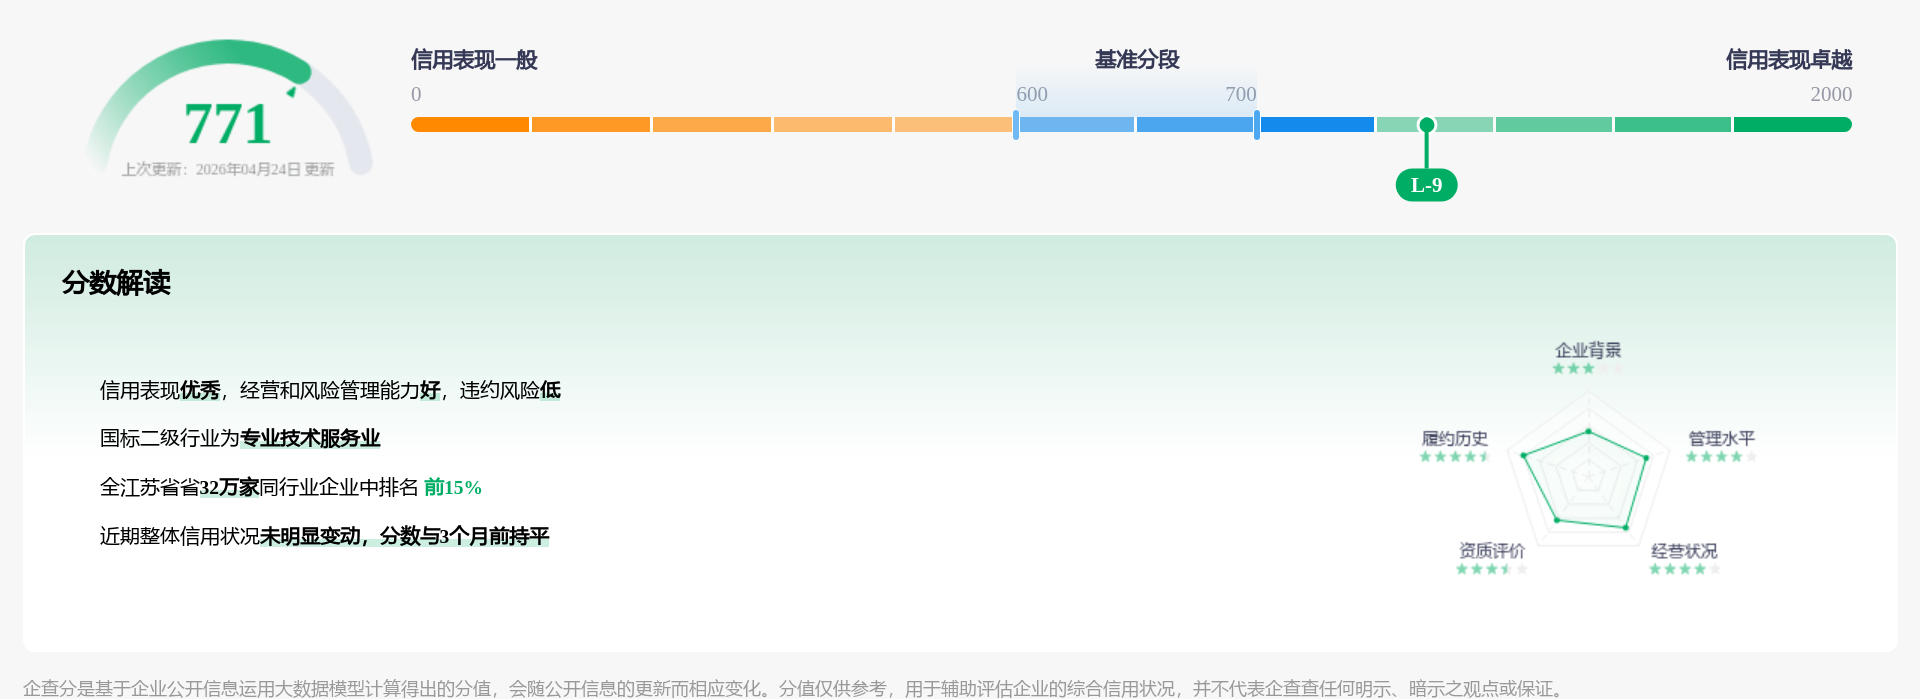 信用表现一般
基准分段
信用表现卓越
0
600
700
2000
771
上次更新：2026年04月24日 更新
L-9
分数解读
信用表现优秀，经营和风险管理能力好，违约风险低
国标二级行业为专业技术服务业
全江苏省省32万家同行业企业中排名 前15%
近期整体信用状况未明显变动，分数与3个月前持平
企业背景
履约历史
管理水平
资质评价
经营状况
企查分是基于企业公开信息运用大数据模型计算得出的分值，会随公开信息的更新而相应变化。分值仅供参考，用于辅助评估企业的综合信用状况，并不代表企查查任何明示、暗示之观点或保证。